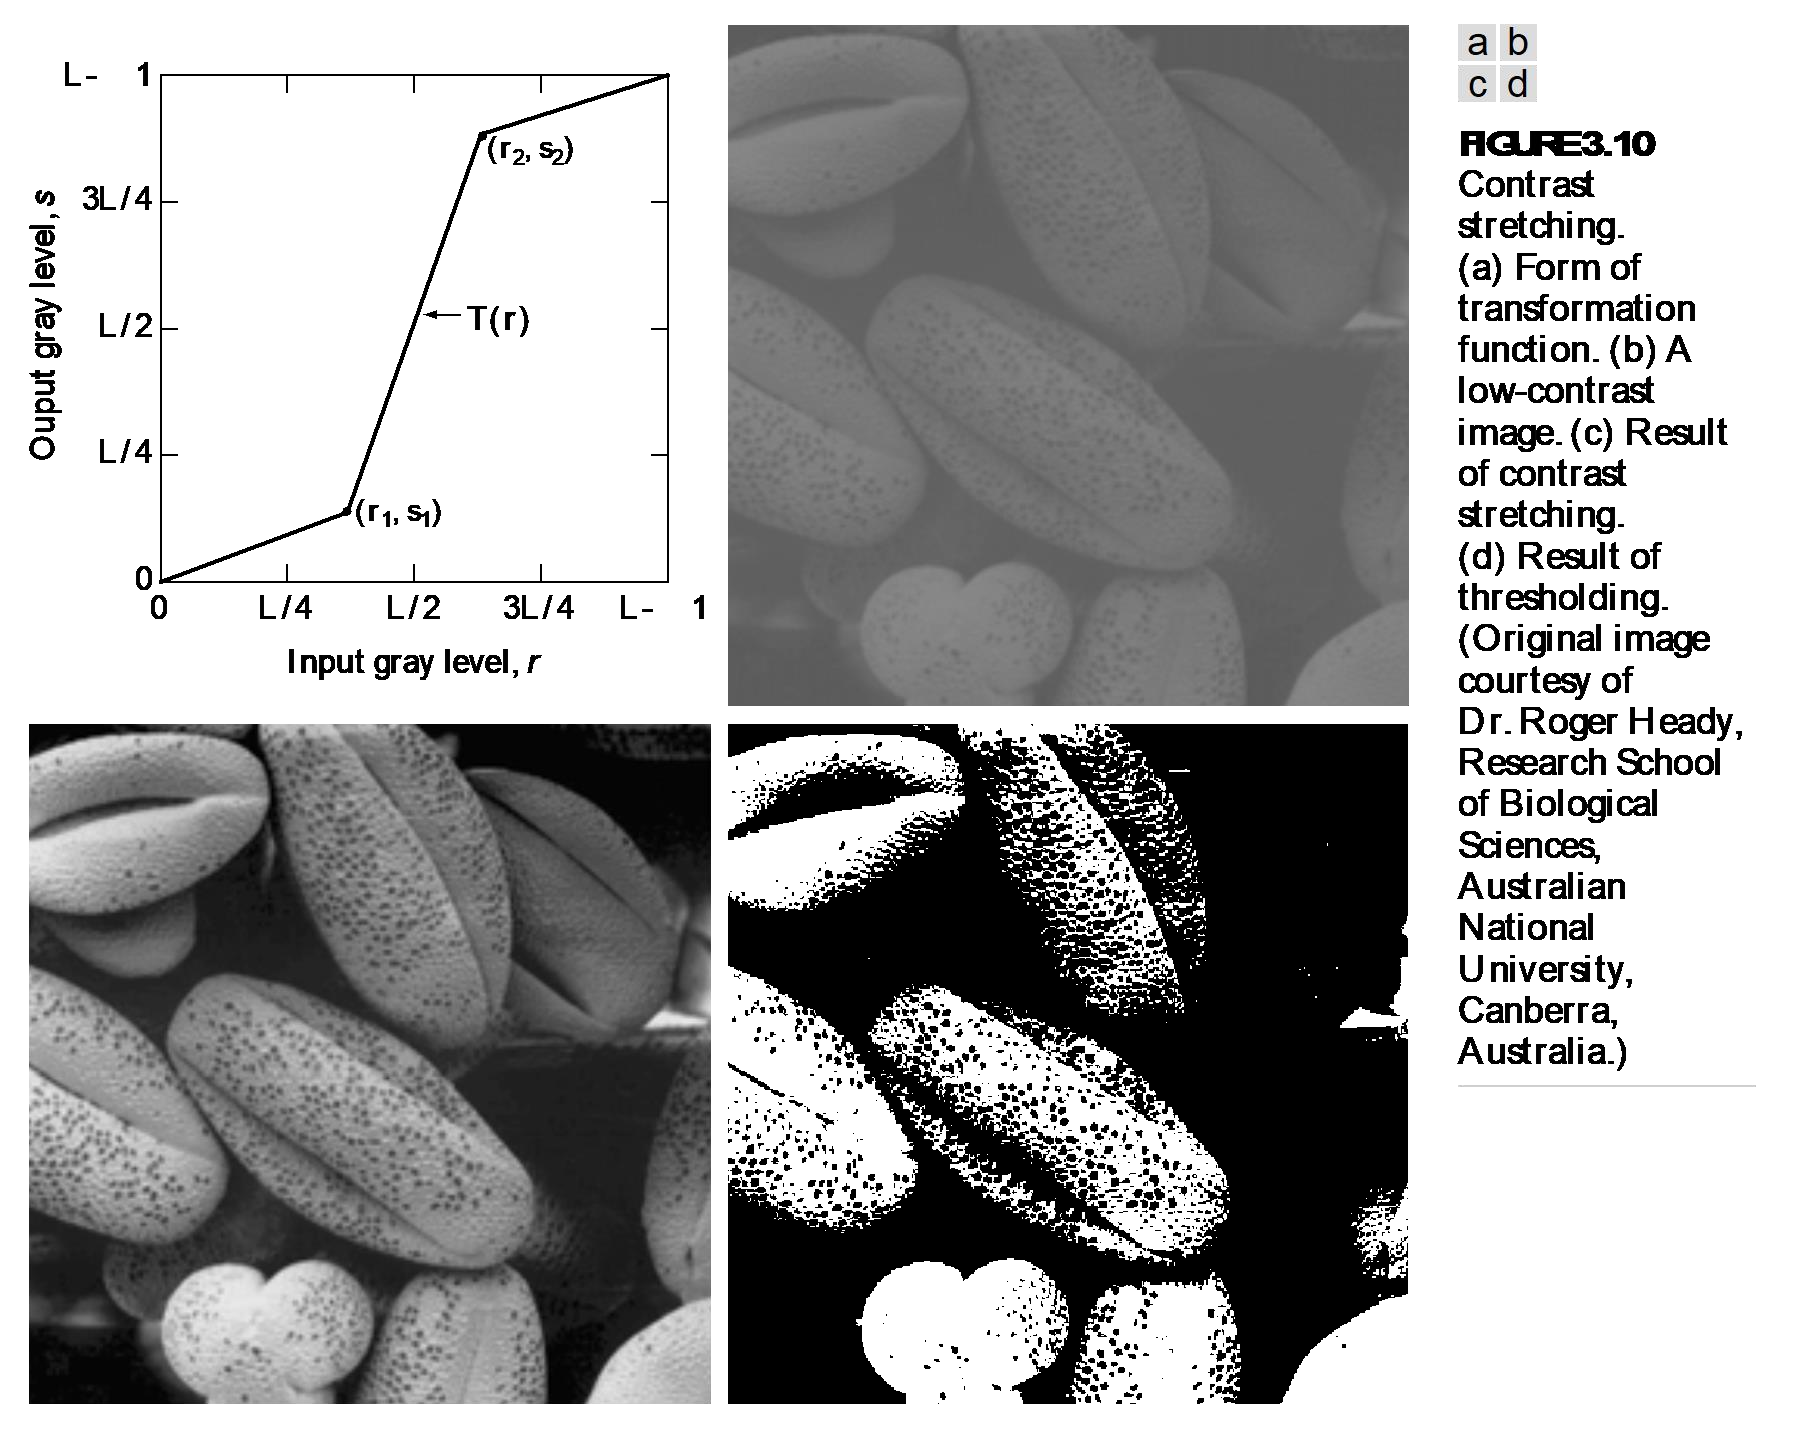 L- 1
(r2, s2)
3L/4
Ouput gray level, s
T(r)
L/2
L/4
(r1, s1)
0
0 L/4 L/2 3L/4 L- 1
Input gray level, r
a b
c d
FIGURE 3.10
Contrast
stretching.
(a) Form of
transformation
function. (b) A
low-contrast
image. (c) Result
of contrast
stretching.
(d) Result of
thresholding.
(Original image
courtesy of
Dr. Roger Heady,
Research School
of Biological
Sciences,
Australian
National
University,
Canberra,
Australia.)